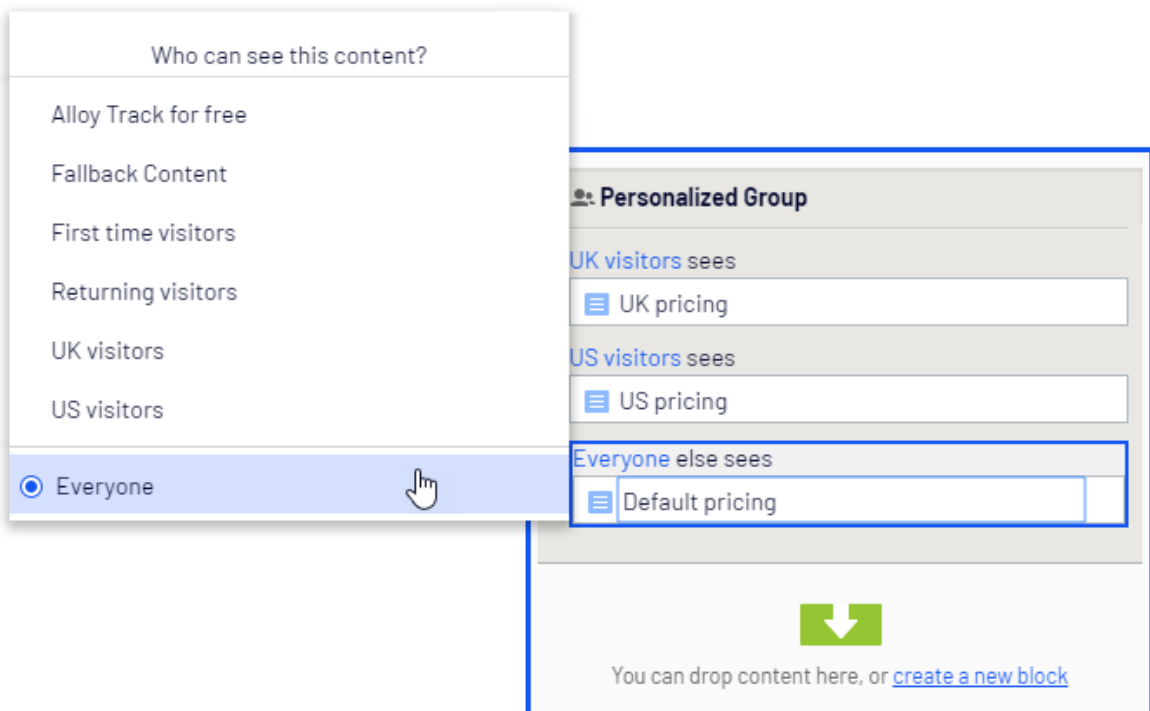 Who can see this content?
Alloy Track for free
Fallback Content
First time visitors
Returning visitors
UK visitors
US visitors
Everyone
Personalized Group
UK visitors sees
UK pricing
US visitors sees
US pricing
Everyone else sees
Default pricing
You can drop content here, or create a new block